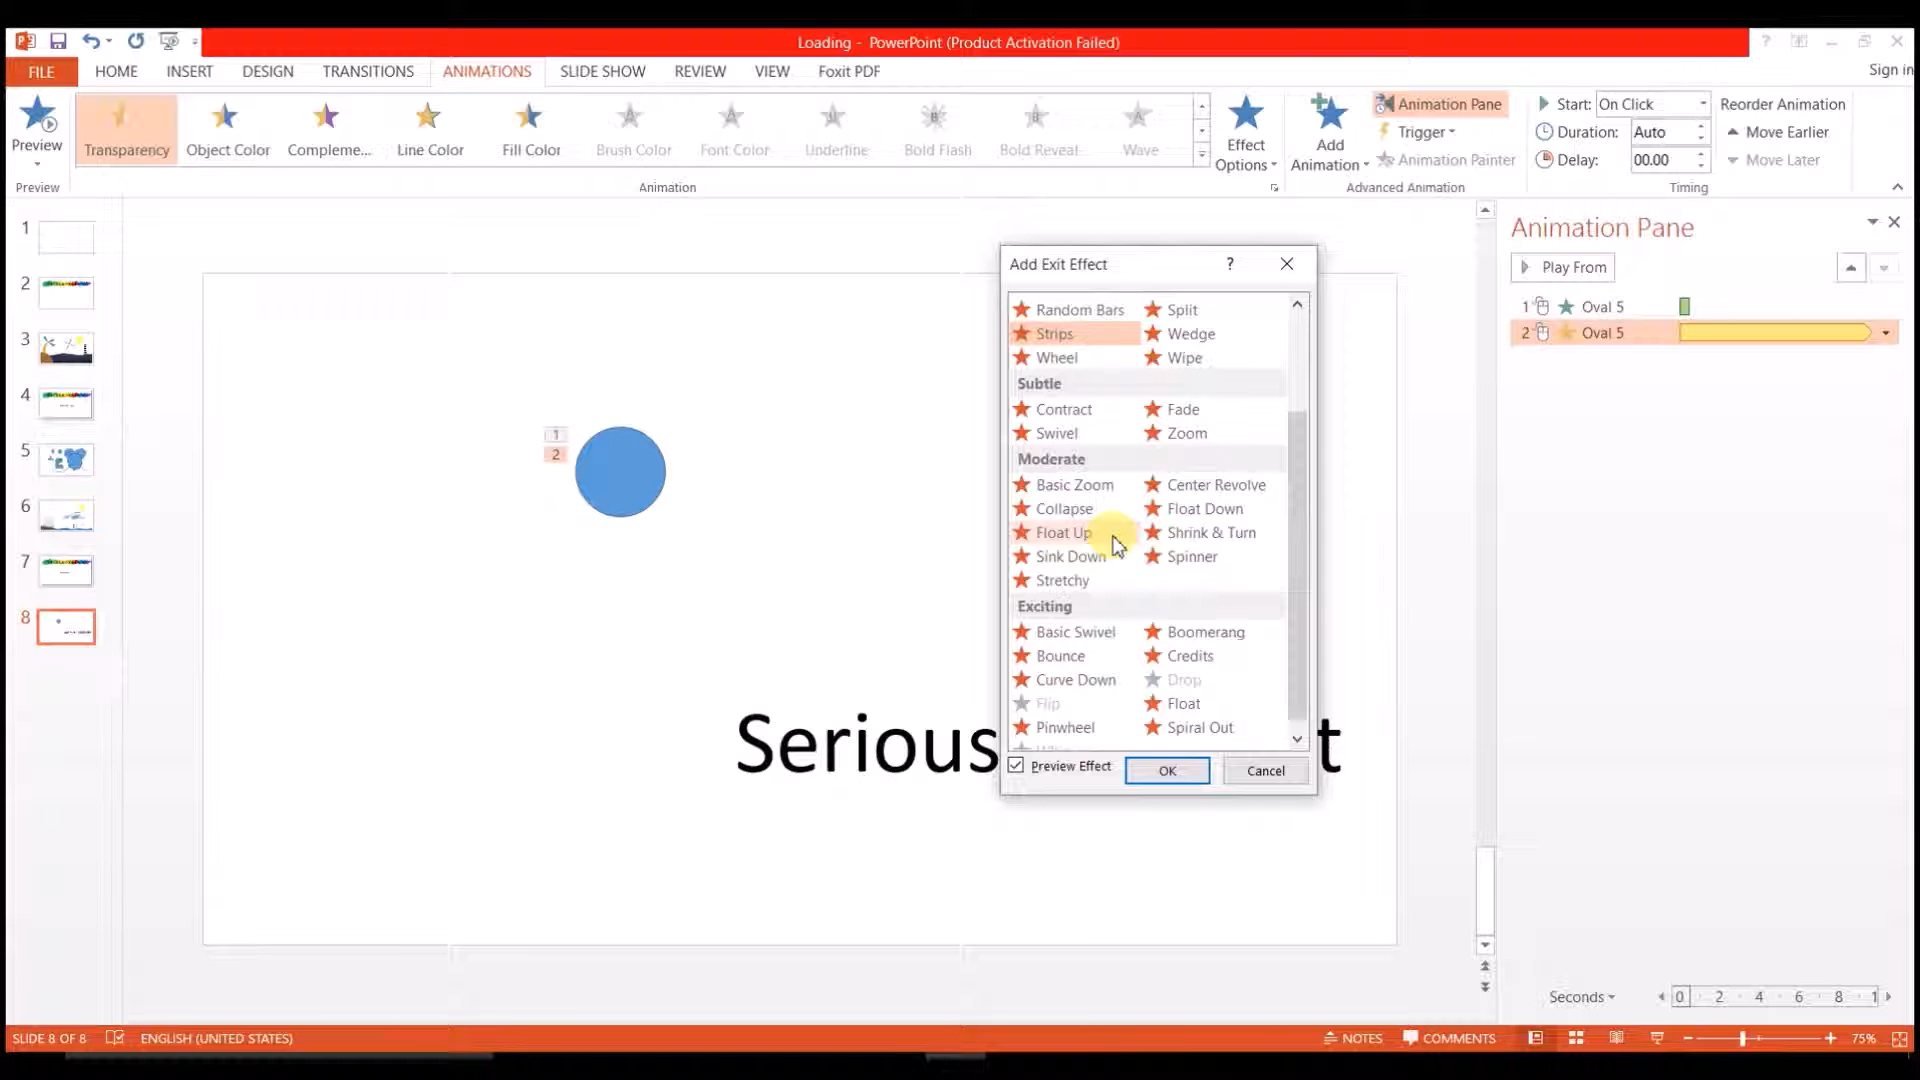 Loading - PowerPoint (Product Activation Failed)
FILE HOME INSERT DESIGN TRANSITIONS ANIMATIONS SLIDE SHOW REVIEW VIEW Foxit PDF Sign in
Preview
Transparency Object Color Compleme... Line Color Fill Color Brush Color Font Color Underline Bold Flash Bold Reveal Wave
Effect Options
Add Animation
Animation Pane
Trigger
Animation Painter
Start: On Click
Duration: Auto
Delay: 00.00
Reorder Animation
Move Earlier
Move Later
Preview Animation Advanced Animation Timing
1
2
3
4
5
6
7
8
1
2
Serious
t
Add Exit Effect ?
Random Bars Split
Strips Wedge
Wheel Wipe
Subtle
Contract Fade
Swivel Zoom
Moderate
Basic Zoom Center Revolve
Collapse Float Down
Float Up Shrink & Turn
Sink Down Spinner
Stretchy
Exciting
Basic Swivel Boomerang
Bounce Credits
Curve Down Drop
Flip Float
Pinwheel Spiral Out
Preview Effect OK Cancel
Animation Pane
Play From
1 Oval 5
2 Oval 5
Seconds 0 2 4 6 8 1
SLIDE 8 OF 8 ENGLISH (UNITED STATES) NOTES COMMENTS 75%